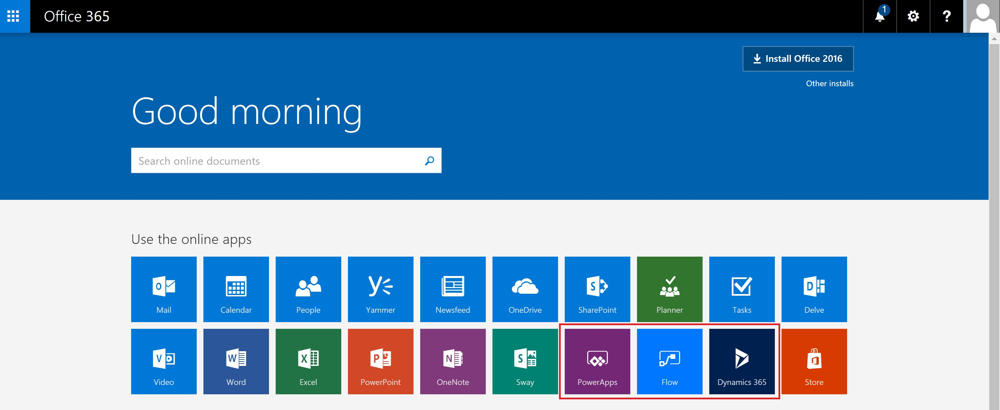 Office 365
1
?
Install Office 2016
Other installs
Good morning
Search online documents
Use the online apps
O
Mail
Calendar
People
Yammer
Newsfeed
OneDrive
S
SharePoint
Planner
Tasks
D
Delve
V
Video
W
Word
X
Excel
P
PowerPoint
N
OneNote
S
Sway
PowerApps
Flow
Dynamics 365
Store